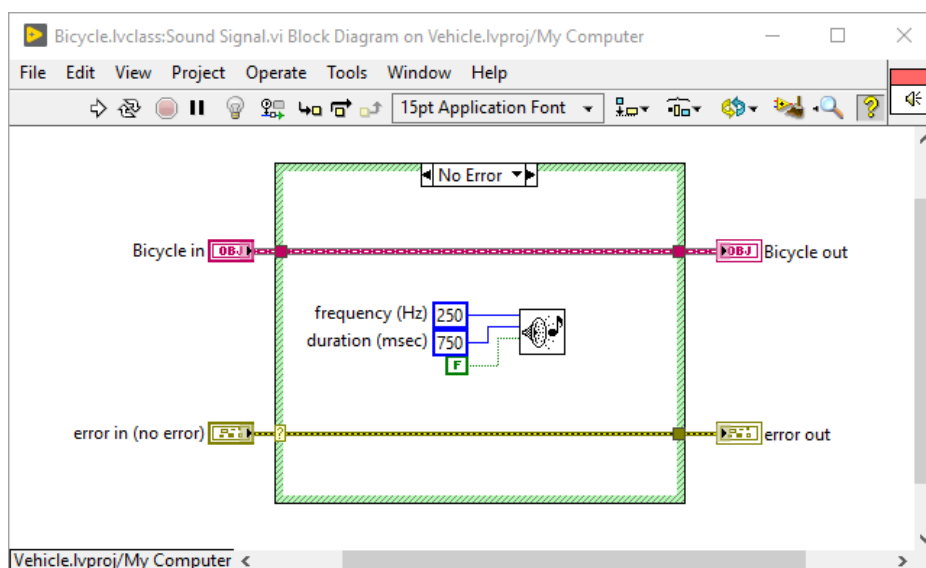 Bicycle.lvclass:Sound Signal.vi Block Diagram on Vehicle.lvproj/My Computer
File Edit View Project Operate Tools Window Help
15pt Application Font
No Error
Bicycle in OBJ
OBJ Bicycle out
frequency (Hz) 250
duration (msec) 750
F
error in (no error)
?
error out
Vehicle.lvproj/My Computer